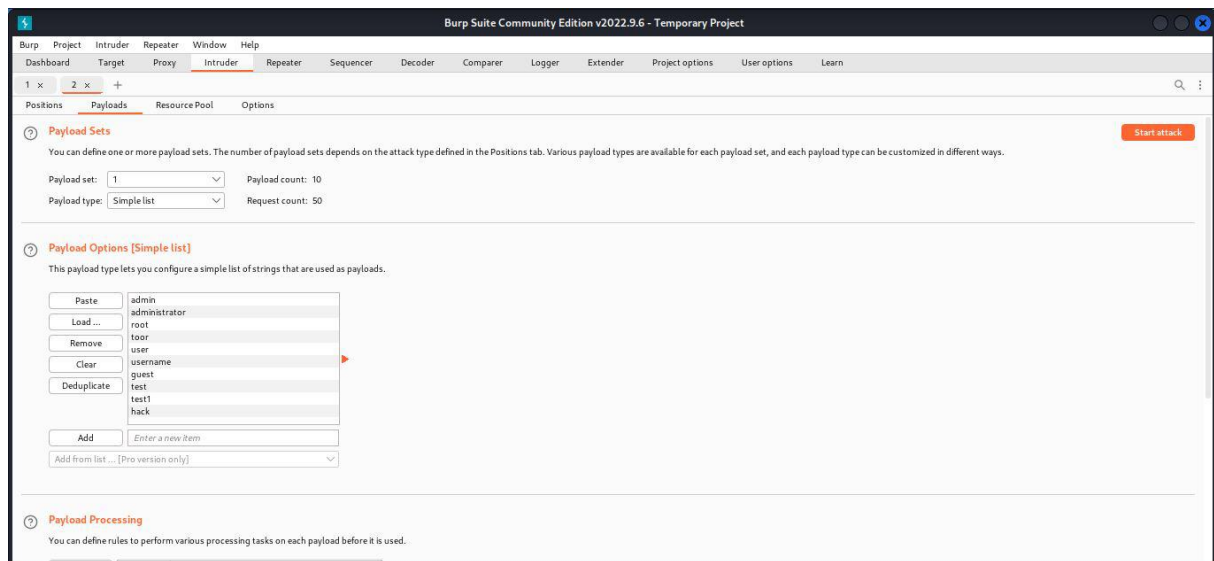 Burp Suite Community Edition v2022.9.6 - Temporary Project
Burp Project Intruder Repeater Window Help
Dashboard Target Proxy Intruder Repeater Sequencer Decoder Comparer Logger Extender Project options User options Learn
1 × 2 × +
Positions Payloads Resource Pool Options
? Payload Sets Start attack
You can define one or more payload sets. The number of payload sets depends on the attack type defined in the Positions tab. Various payload types are available for each payload set, and each payload type can be customized in different ways.
Payload set: 1 Payload count: 10
Payload type: Simple list Request count: 50
? Payload Options [Simple list]
This payload type lets you configure a simple list of strings that are used as payloads.
Paste admin
administrator
Load ... root
Remove toor
user
Clear username
guest
Deduplicate test
test1
hack
Add Enter a new item
Add from list ... [Pro version only]
? Payload Processing
You can define rules to perform various processing tasks on each payload before it is used.